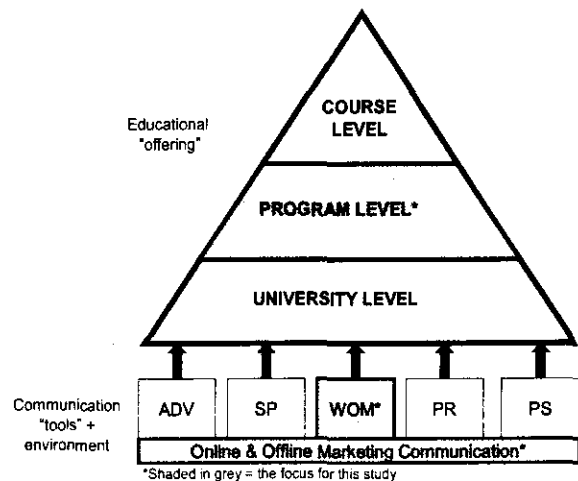 COURSE
LEVEL
Educational
"offering"
PROGRAM LEVEL*
UNIVERSITY LEVEL
Communication
"tools" +
environment
ADV
SP
WOM*
PR
PS
Online & Offline Marketing Communication*
*Shaded in grey = the focus for this study